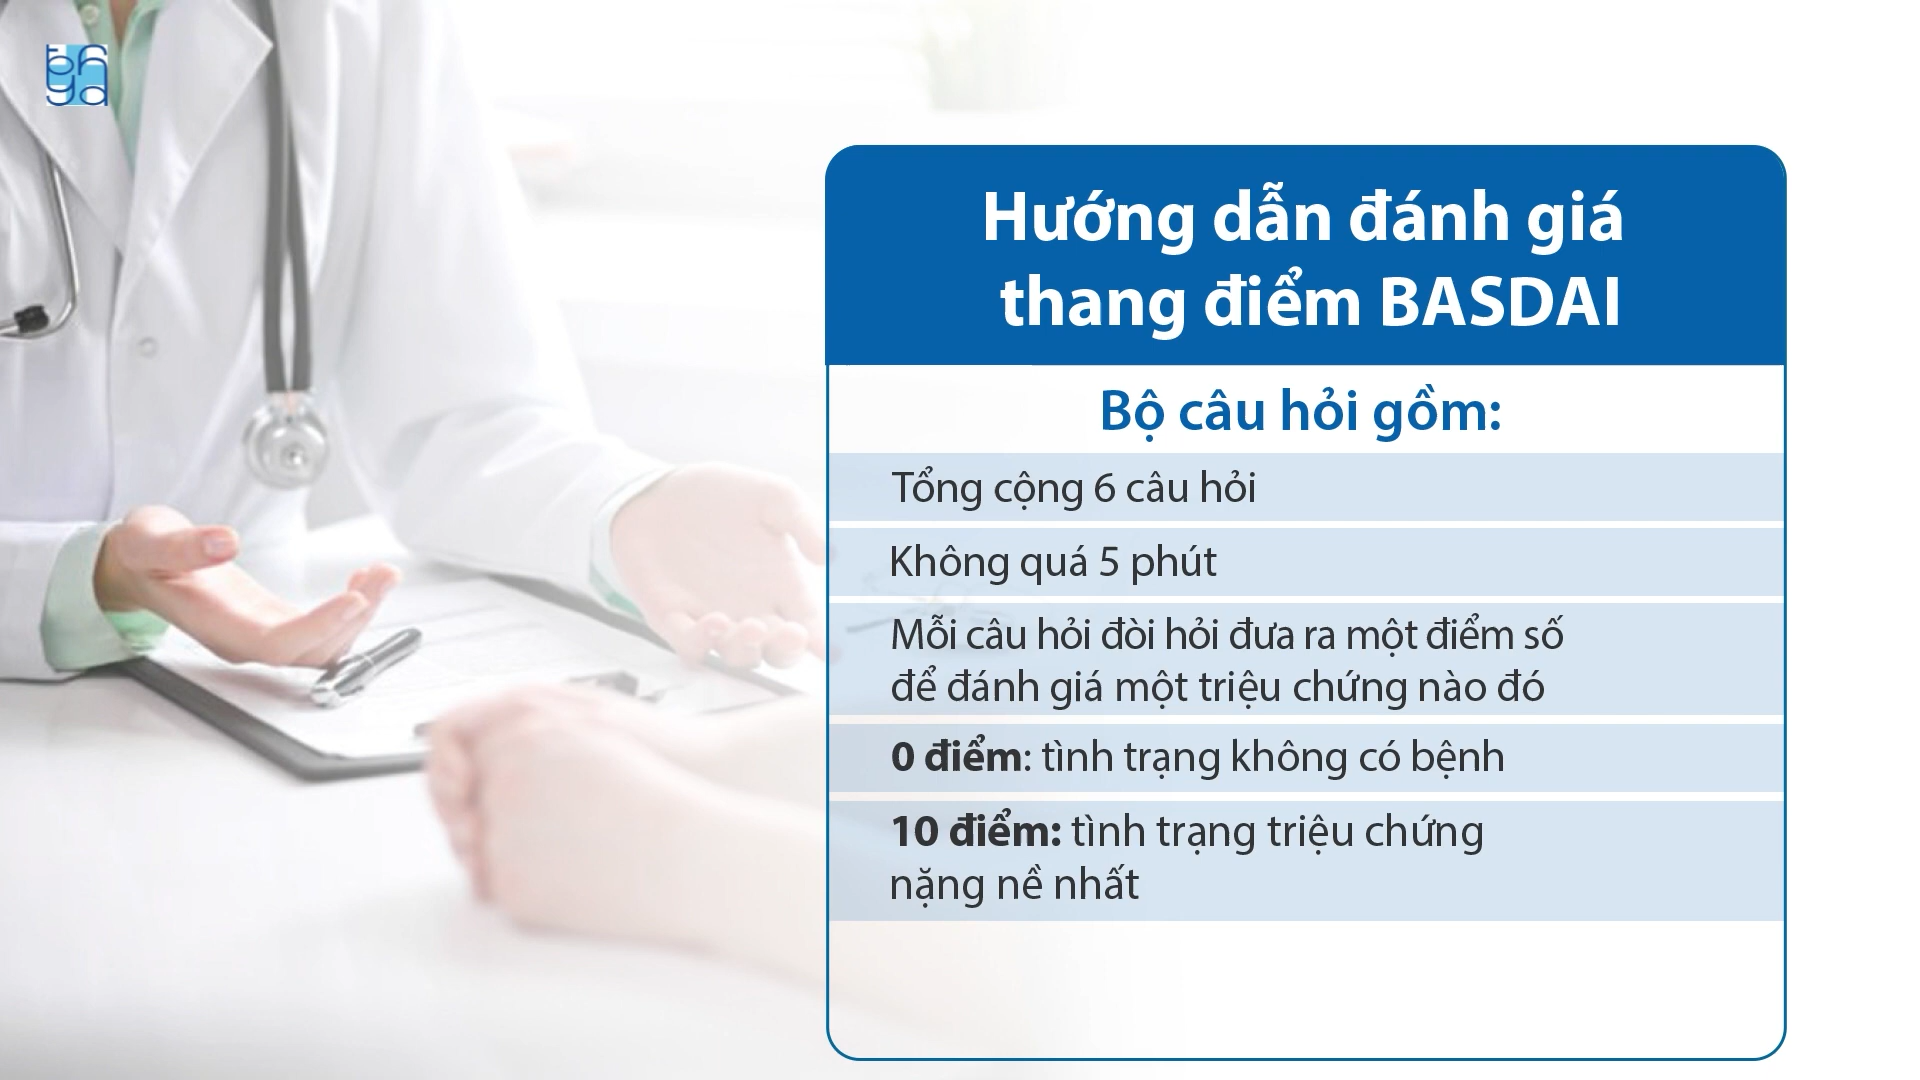 Hướng dẫn đánh giá
thang điểm BASDAI
Bộ câu hỏi gồm:
Tổng cộng 6 câu hỏi
Không quá 5 phút
Mỗi câu hỏi đòi hỏi đưa ra một điểm số
để đánh giá một triệu chứng nào đó
0 điểm: tình trạng không có bệnh
10 điểm: tình trạng triệu chứng
nặng nề nhất